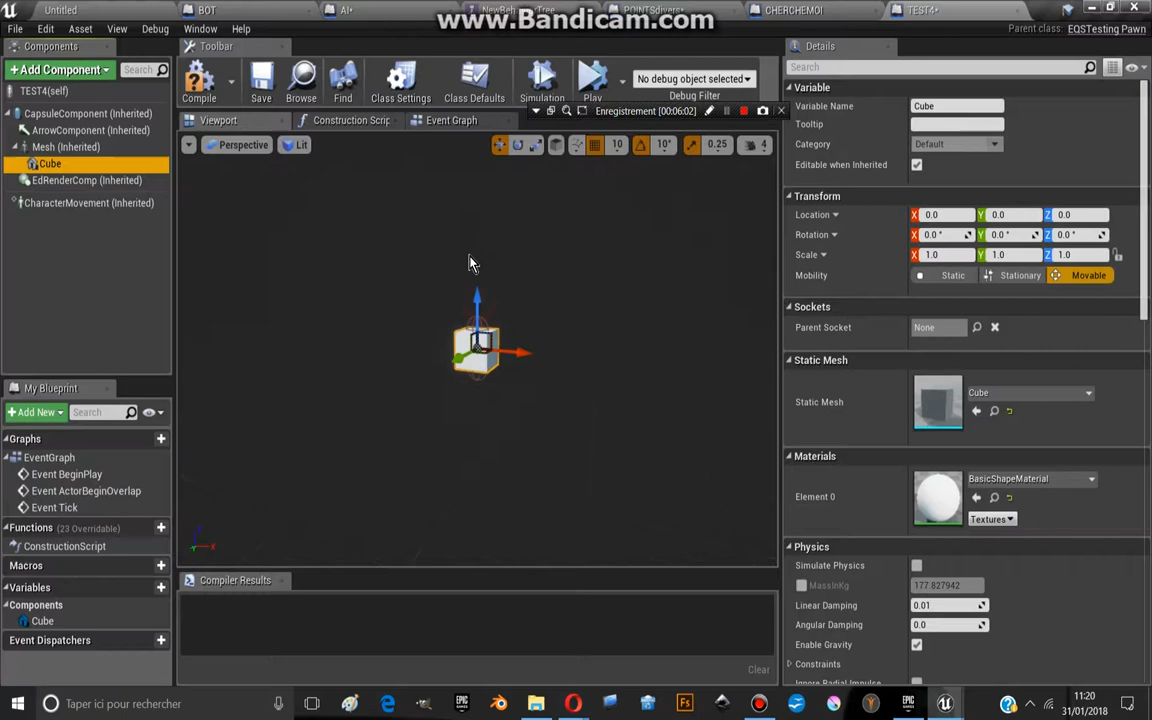 Untitled
BOT
AI*
POINTSdivers*
CHERCHEMOI
TEST4*
www.Bandicam.com
File Edit Asset View Debug Window Help
Parent class: EQSTesting Pawn
Components
Toolbar
Details
Add Component
Search
Compile
Save
Browse
Find
Class Settings
Class Defaults
Simulation
Play
No debug object selected
Debug Filter
Search
TEST4(self)
Enregistrement [00:06:02]
CapsuleComponent (Inherited)
ArrowComponent (Inherited)
Mesh (Inherited)
Cube
EdRenderComp (Inherited)
CharacterMovement (Inherited)
Viewport
Construction Scrip
Event Graph
Perspective
Lit
10
10°
0.25
4
Variable
Variable Name Cube
Tooltip
Category Default
Editable when Inherited
Transform
Location X 0.0 Y 0.0 Z 0.0
Rotation X 0.0 ° Y 0.0 ° Z 0.0 °
Scale X 1.0 Y 1.0 Z 1.0
Mobility Static Stationary Movable
Sockets
Parent Socket None
Static Mesh
Static Mesh Cube
Materials
Element 0 BasicShapeMaterial
Textures
Physics
Simulate Physics
MassInKg 177.827942
Linear Damping 0.01
Angular Damping 0.0
Enable Gravity
Constraints
My Blueprint
Add New
Search
Graphs
EventGraph
Event BeginPlay
Event ActorBeginOverlap
Event Tick
Functions (23 Overridable)
ConstructionScript
Macros
Variables
Components
Cube
Event Dispatchers
Compiler Results
Clear
Taper ici pour rechercher
11:20
31/01/2018